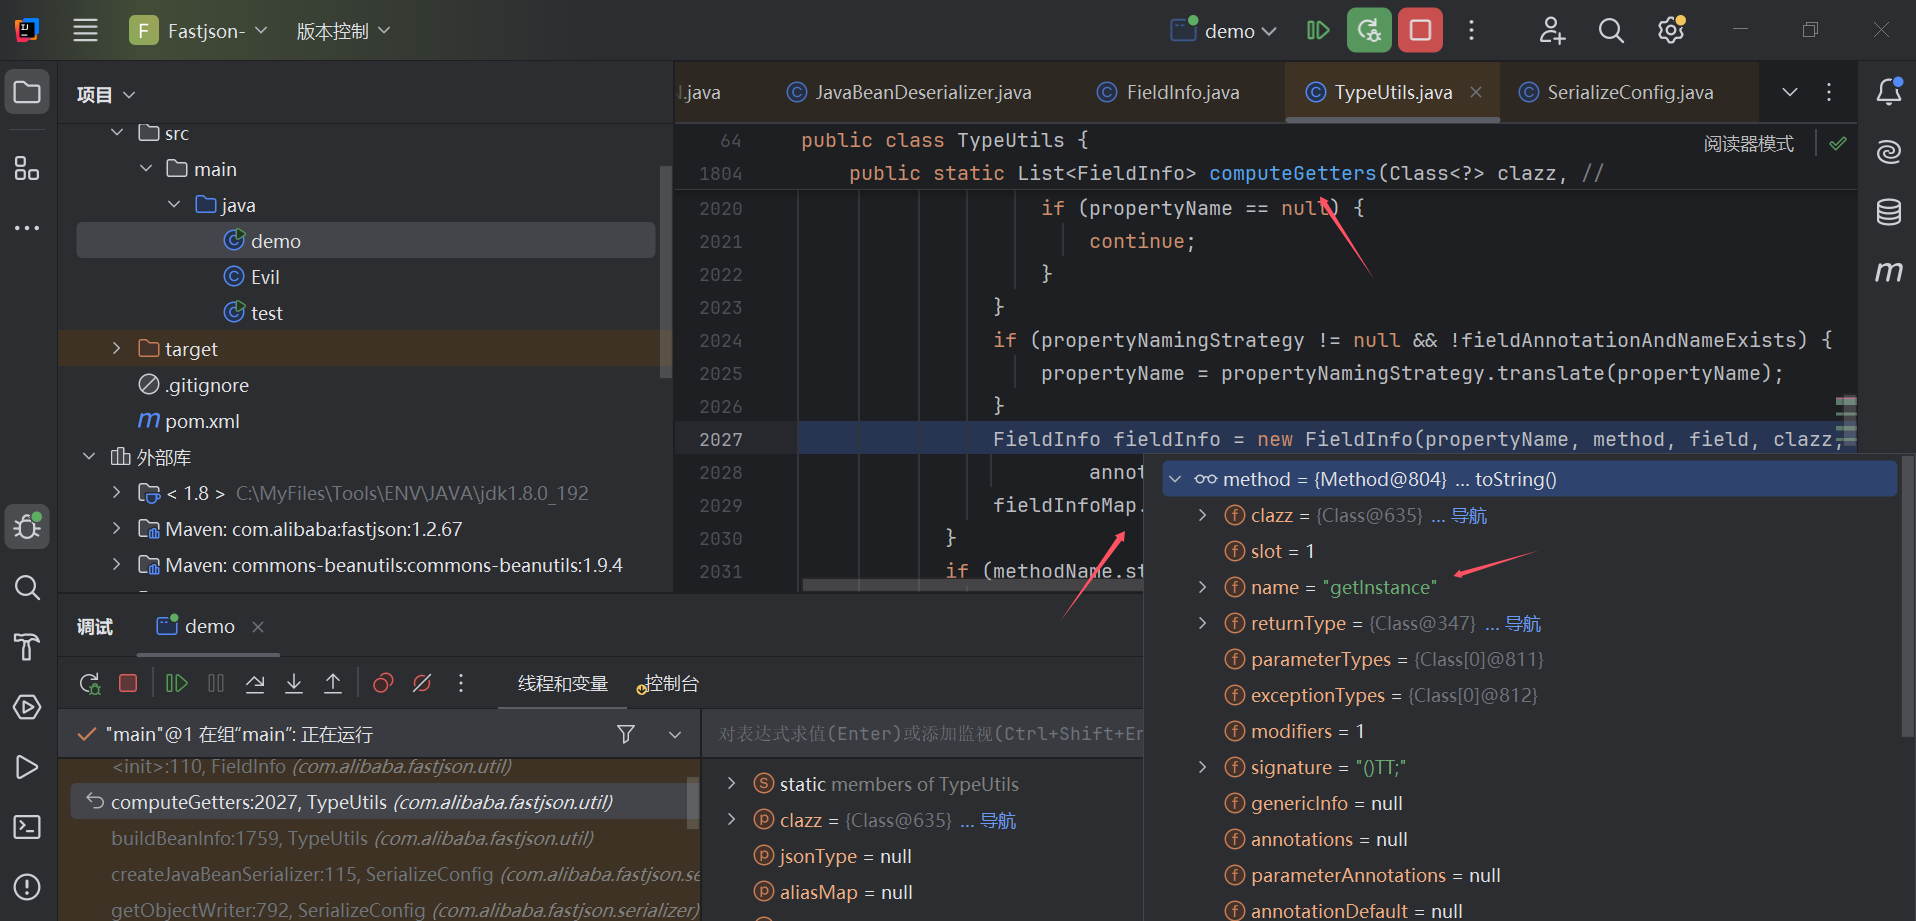 F Fastjson- 版本控制 demo
项目
src
main
java
demo
Evil
test
target
.gitignore
pom.xml
外部库
< 1.8 > C:\MyFiles\Tools\ENV\JAVA\jdk1.8.0_192
Maven: com.alibaba:fastjson:1.2.67
Maven: commons-beanutils:commons-beanutils:1.9.4
.java JavaBeanDeserializer.java FieldInfo.java TypeUtils.java SerializeConfig.java
阅读器模式
64 public class TypeUtils {
1804 public static List<FieldInfo> computeGetters(Class<?> clazz, //
2020 if (propertyName == null) {
2021 continue;
2022 }
2023 }
2024 if (propertyNamingStrategy != null && !fieldAnnotationAndNameExists) {
2025 propertyName = propertyNamingStrategy.translate(propertyName);
2026 }
2027 FieldInfo fieldInfo = new FieldInfo(propertyName, method, field, clazz,
2028 annot
2029 fieldInfoMap.
2030 }
2031 if (methodName.st
method = {Method@804} ... toString()
clazz = {Class@635} ... 导航
slot = 1
name = "getInstance"
returnType = {Class@347} ... 导航
parameterTypes = {Class[0]@811}
exceptionTypes = {Class[0]@812}
modifiers = 1
signature = "()TT;"
genericInfo = null
annotations = null
parameterAnnotations = null
annotationDefault = null
调试 demo
线程和变量 控制台
"main"@1 在组"main": 正在运行
<init>:110, FieldInfo (com.alibaba.fastjson.util)
computeGetters:2027, TypeUtils (com.alibaba.fastjson.util)
buildBeanInfo:1759, TypeUtils (com.alibaba.fastjson.util)
createJavaBeanSerializer:115, SerializeConfig (com.alibaba.fastjson.se
getObjectWriter:792, SerializeConfig (com.alibaba.fastjson.serializer)
对表达式求值(Enter)或添加监视(Ctrl+Shift+En
static members of TypeUtils
clazz = {Class@635} ... 导航
jsonType = null
aliasMap = null